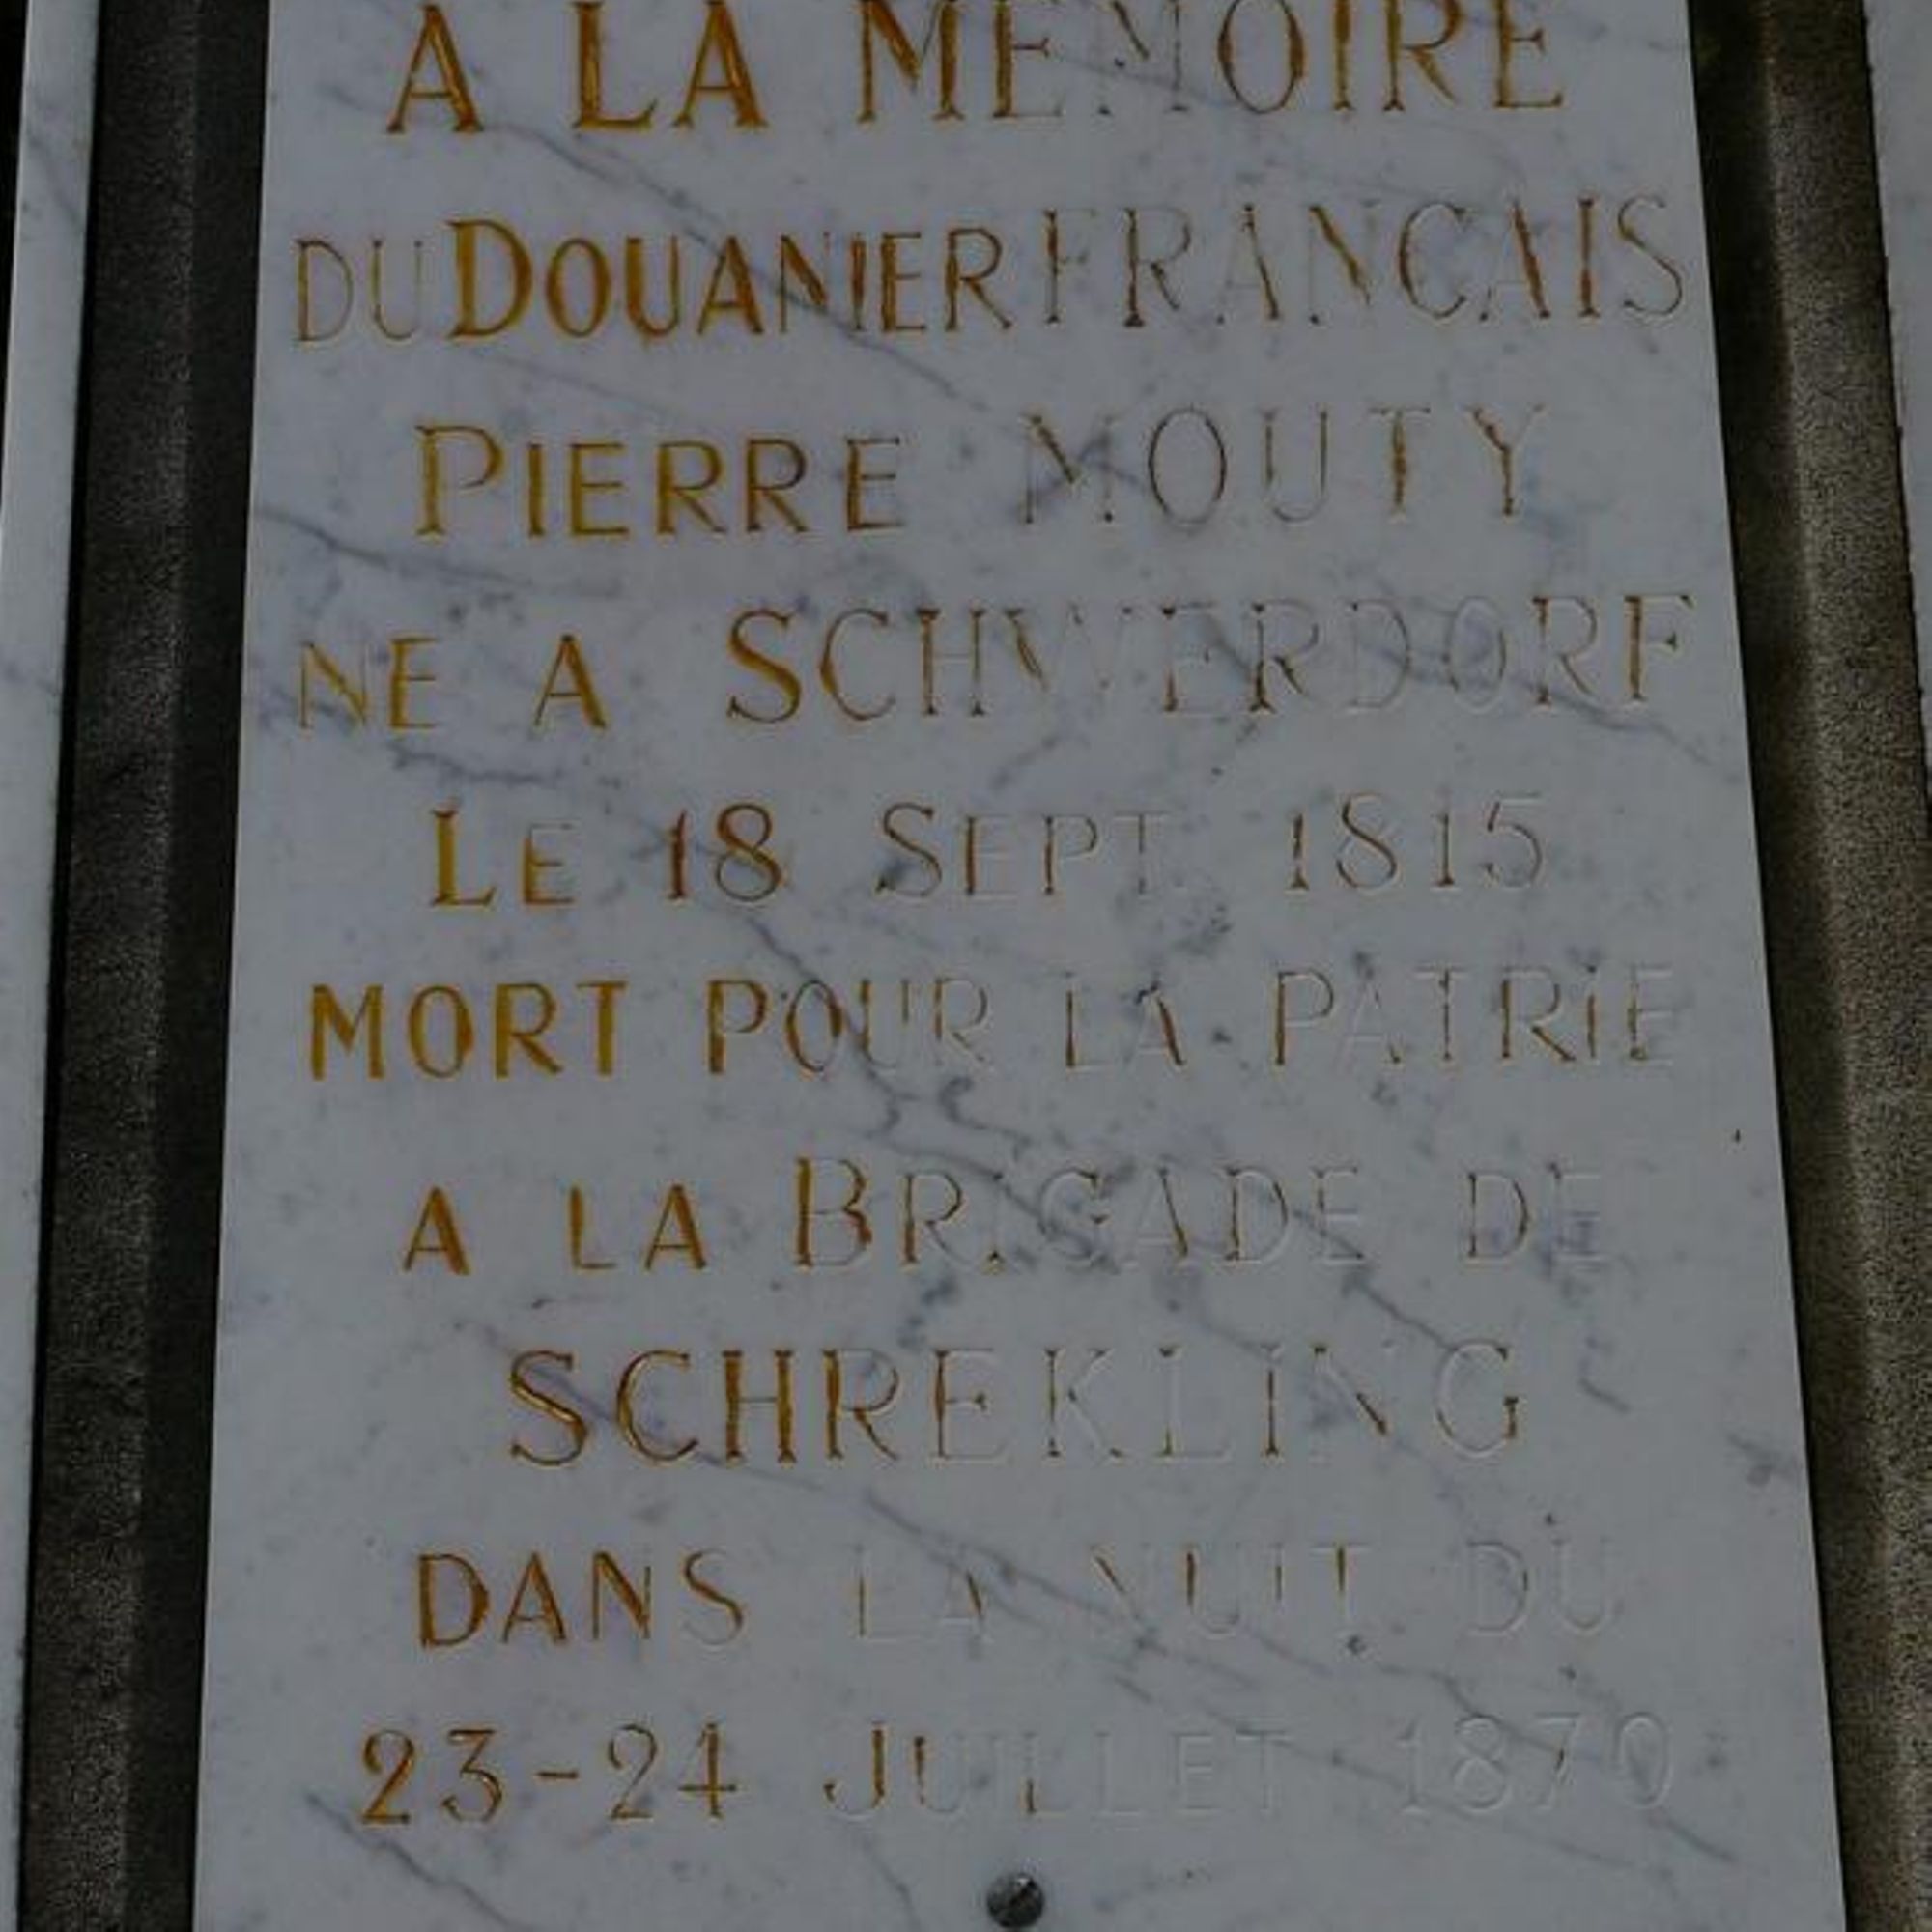 A LA MEMOIRE
DU DOUANIER FRANCAIS
PIERRE MOUTY
NE A SCHWERDORF
LE 18 SEPT. 1815
MORT POUR LA PATRIE
A LA BRIGADE DE
SCHREKLING
DANS LA NUIT DU
23-24 JUILLET 1870